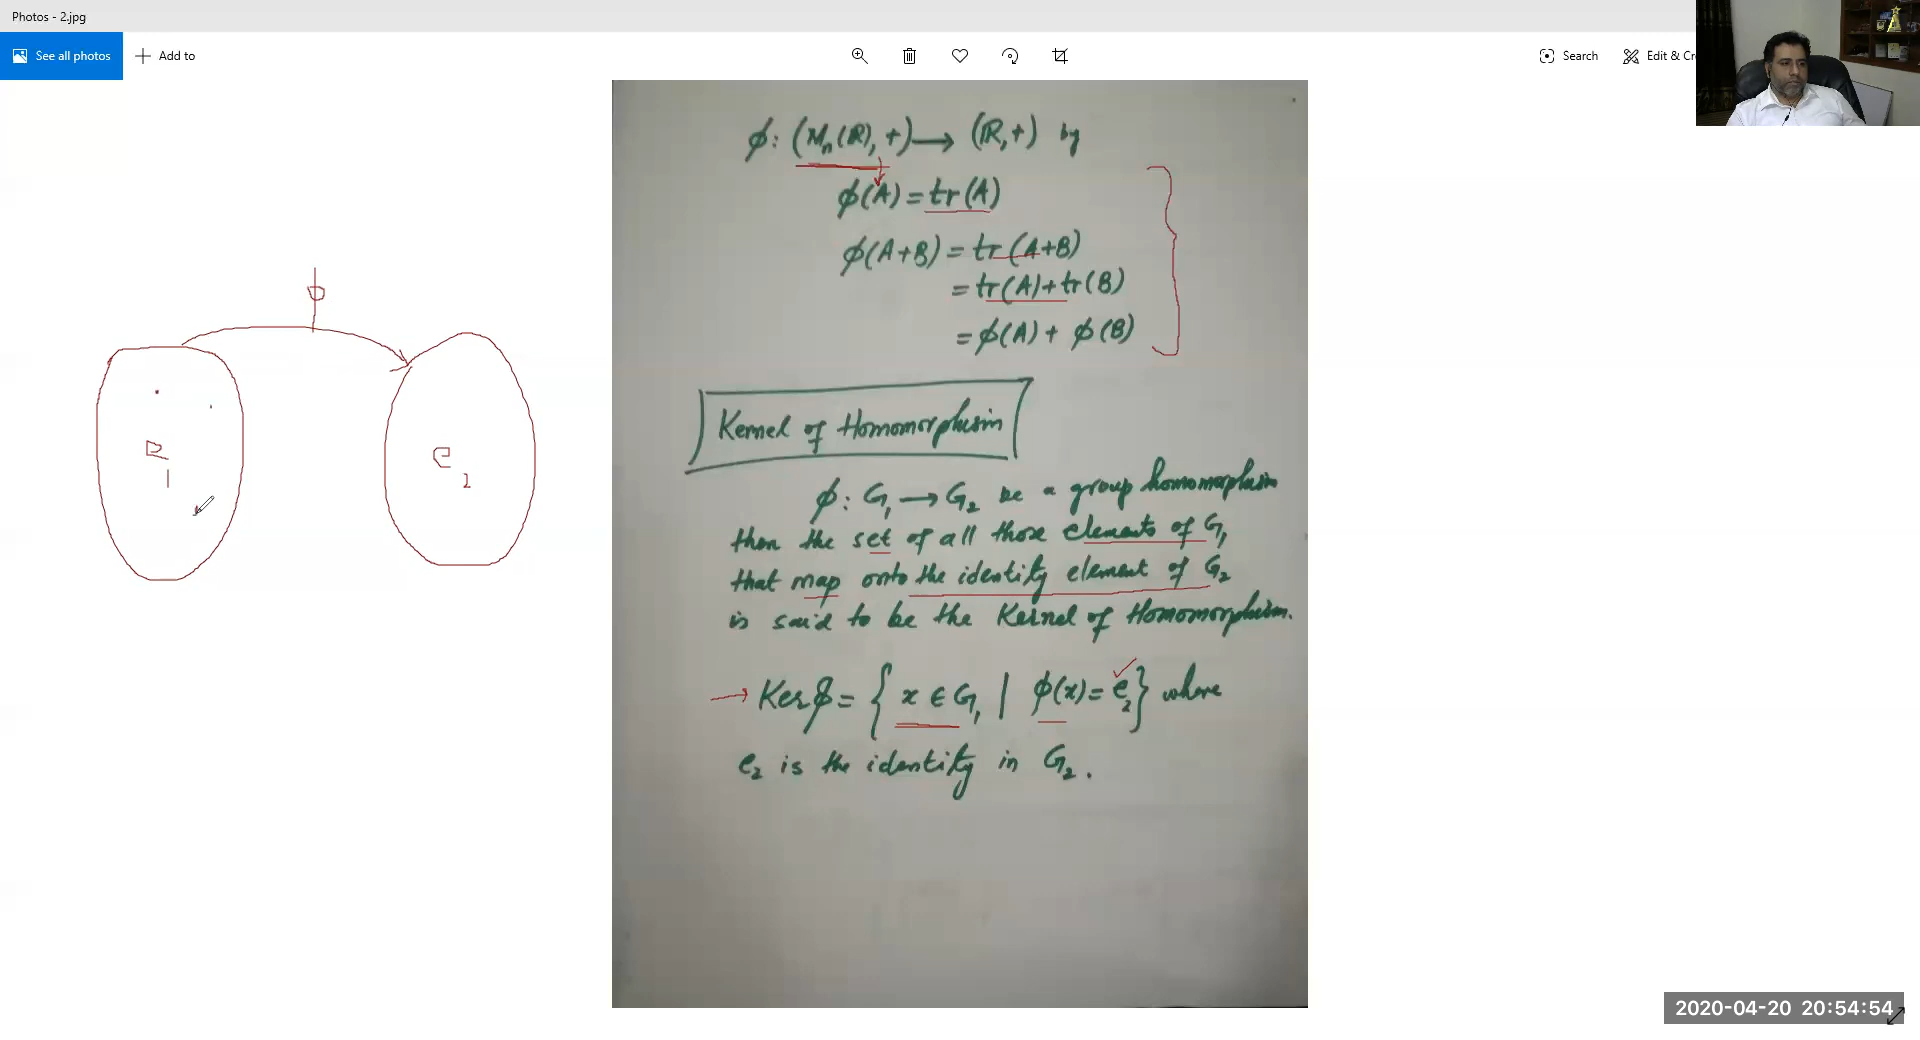 Photos - 2.jpg
See all photos
Add to
Search
Edit & Cr
ϕ: (Mn(ℝ), +) ⟶ (ℝ, +) by
ϕ(A) = tr(A)
ϕ(A+B) = tr(A+B)
= tr(A)+tr(B)
= ϕ(A) + ϕ(B)
ϕ
e1
e2
Kernel of Homomorphism
ϕ: G1 ⟶ G2 be a group homomorphism
then the set of all those elements of G1
that map onto the identity element of G2
is said to be the Kernel of Homomorphism.
→ Kerϕ = { x ∈ G1 | ϕ(x) = e2 } where
e2 is the identity in G2.
2020-04-20 20:54:54